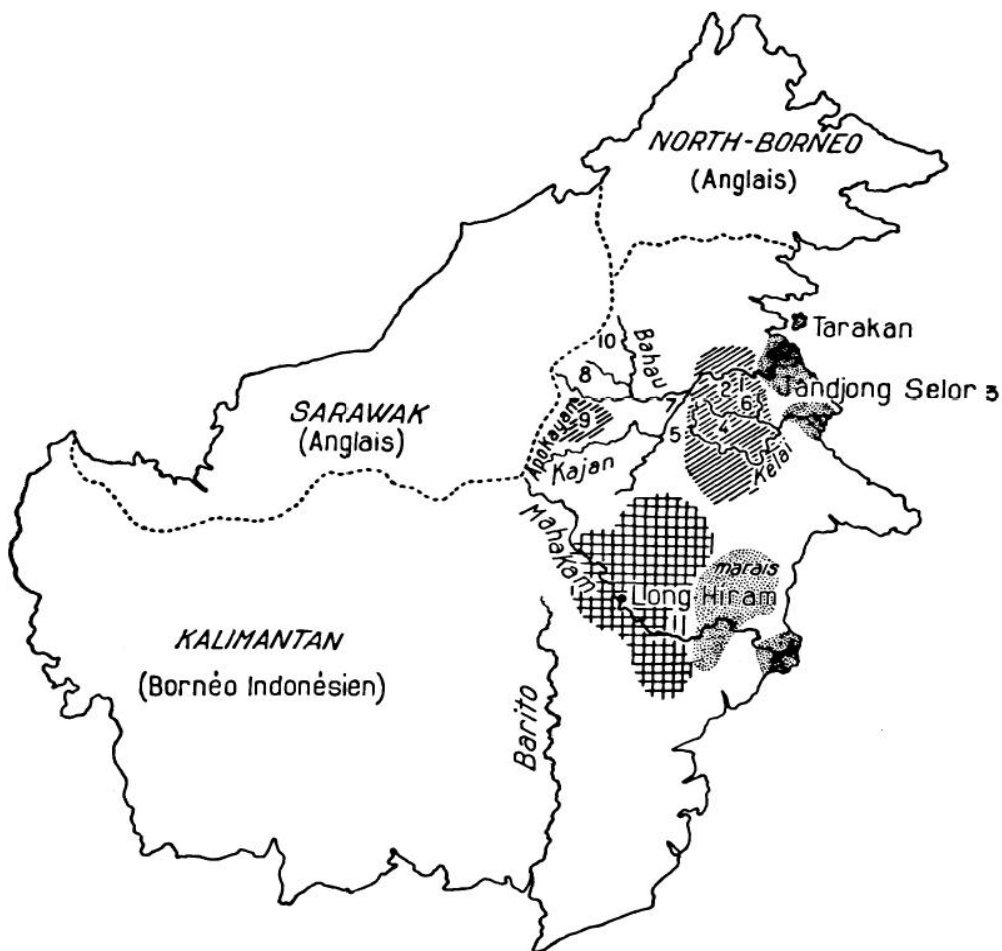 NORTH-BORNEO
(Anglais)
Tarakan
10
Bahau
8
1
2
Tandjong Selor 3
6
7
9
4
5
Apokayan
SARAWAK
(Anglais)
Kajan
Kélai
Mahakam
marais
Long Hiram
11
KALIMANTAN
(Bornéo Indonésien)
Barito